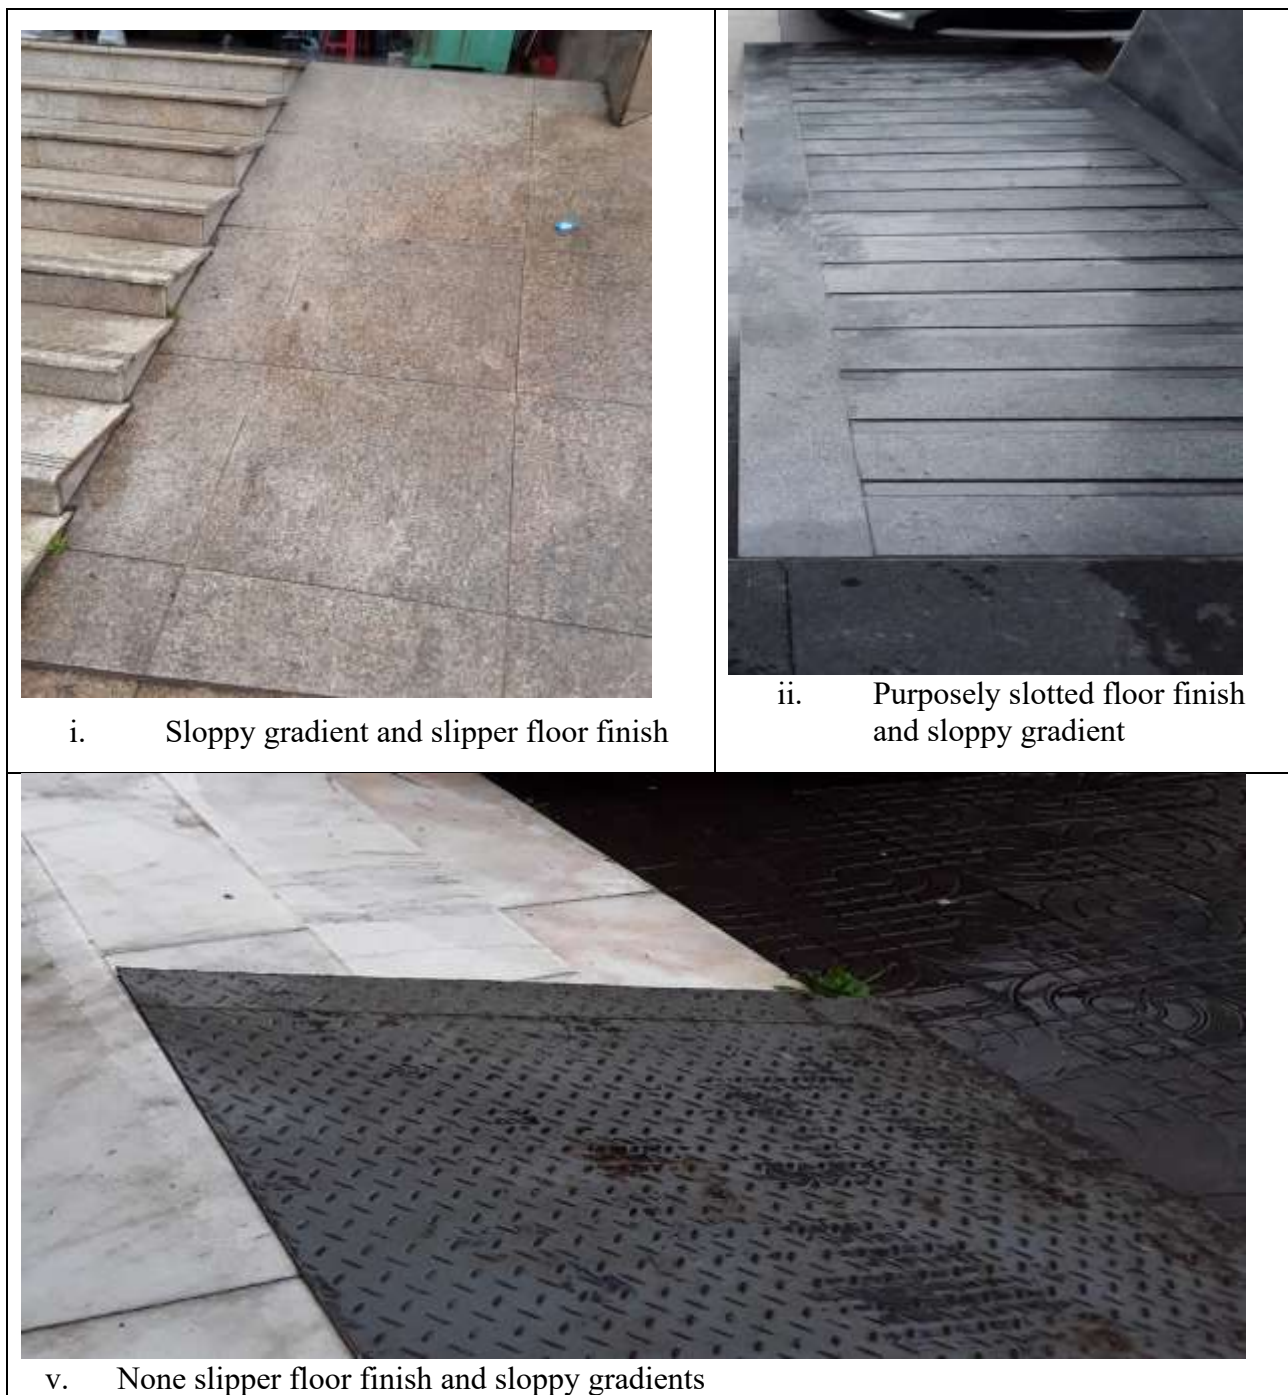 i. Sloppy gradient and slipper floor finish
ii. Purposely slotted floor finish
and sloppy gradient
v. None slipper floor finish and sloppy gradients